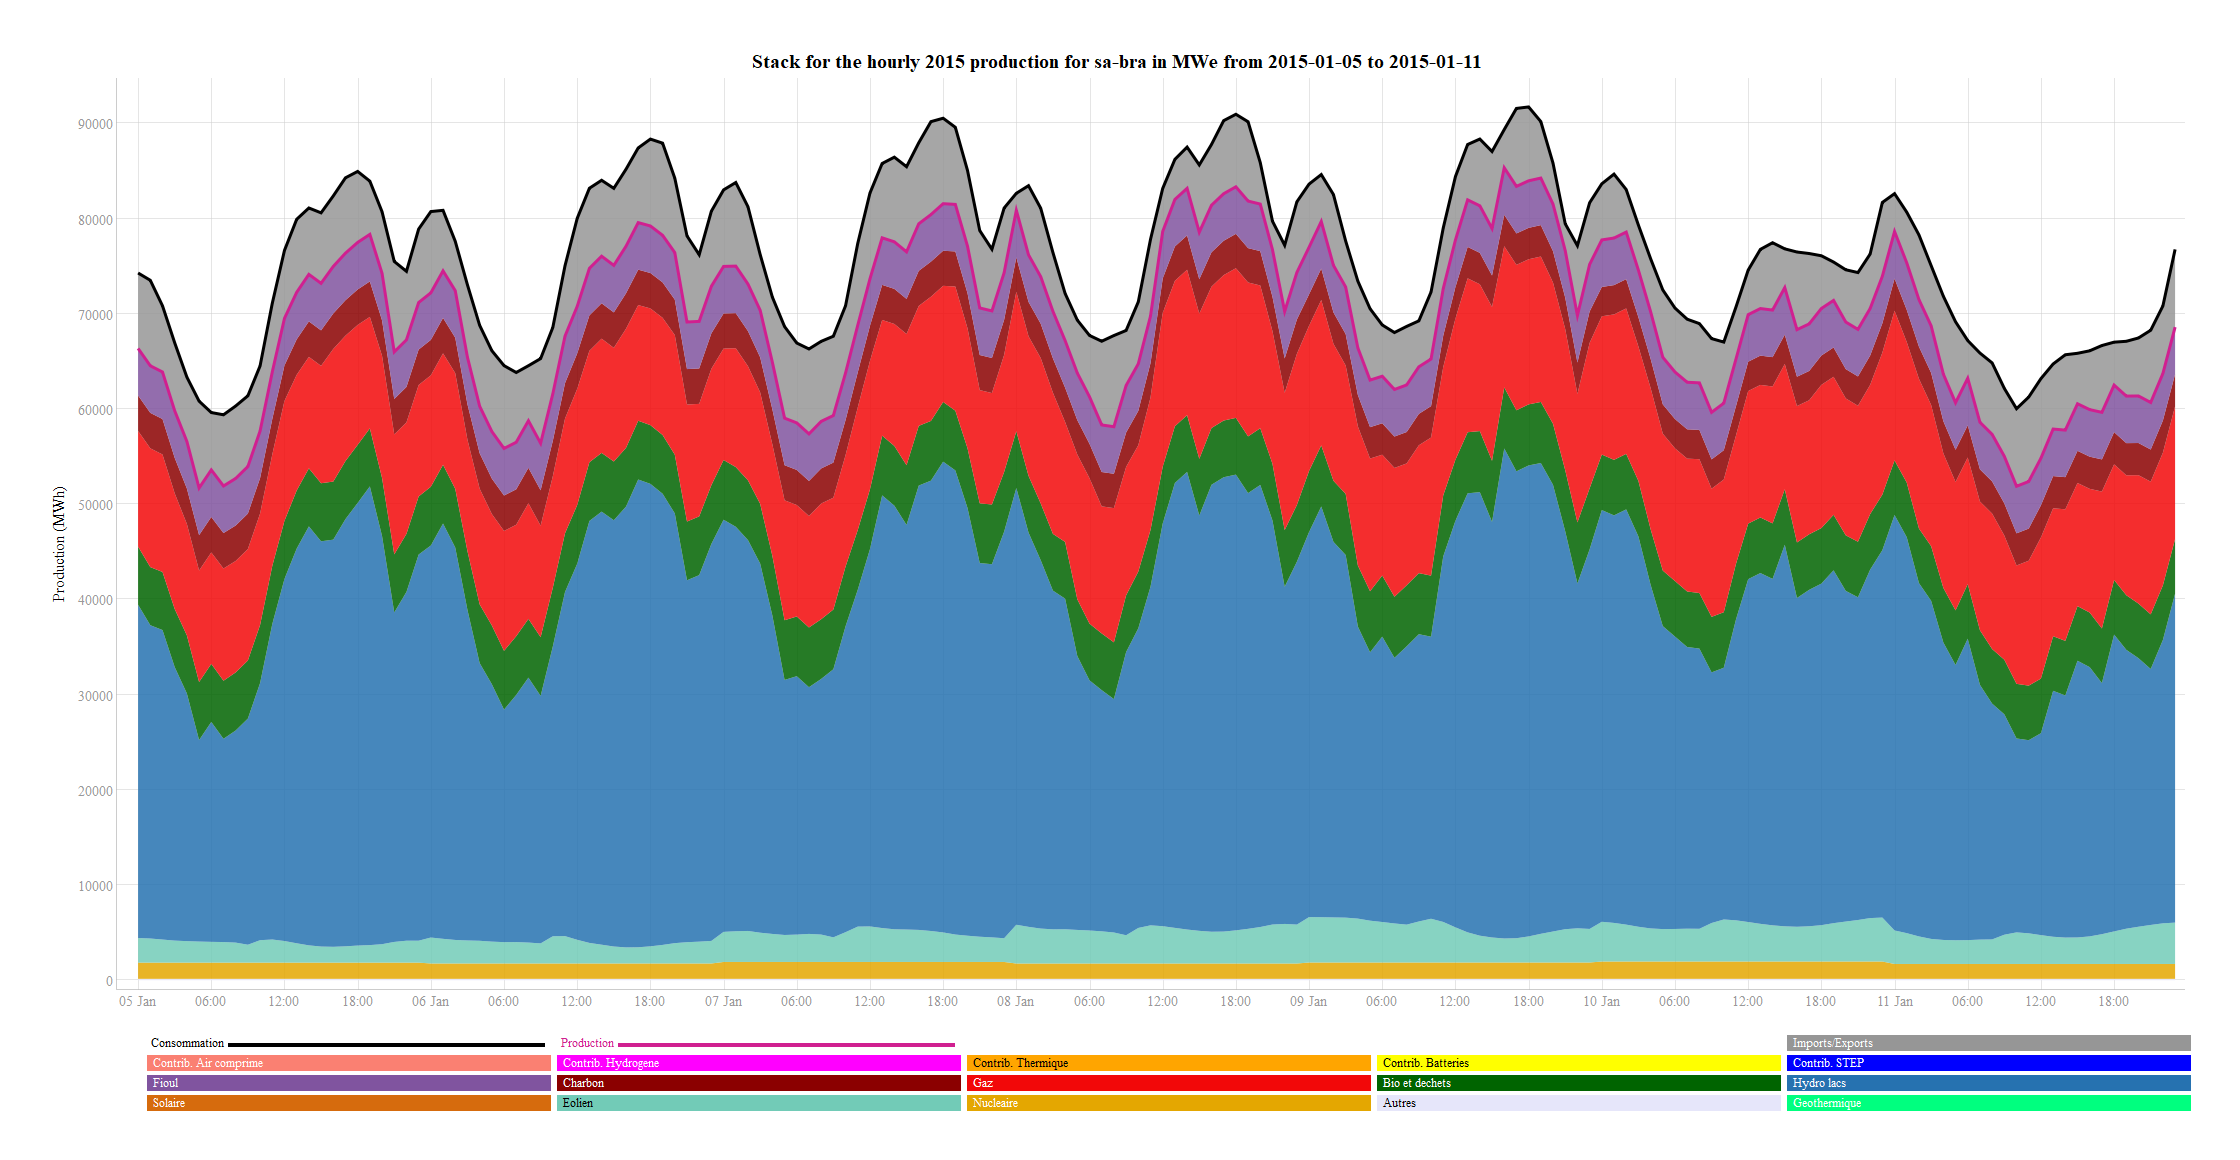 Stack for the hourly 2015 production for sa-bra in MWe from 2015-01-05 to 2015-01-11
Production (MWh)
90000
80000
70000
60000
50000
40000
30000
20000
10000
0
05 Jan 06:00 12:00 18:00 06 Jan 06:00 12:00 18:00 07 Jan 06:00 12:00 18:00 08 Jan 06:00 12:00 18:00 09 Jan 06:00 12:00 18:00 10 Jan 06:00 12:00 18:00 11 Jan 06:00 12:00 18:00
Consommation Production Imports/Exports
Contrib. Air comprime Contrib. Hydrogene Contrib. Thermique Contrib. Batteries Contrib. STEP
Fioul Charbon Gaz Bio et dechets Hydro lacs
Solaire Eolien Nucleaire Autres Geothermique